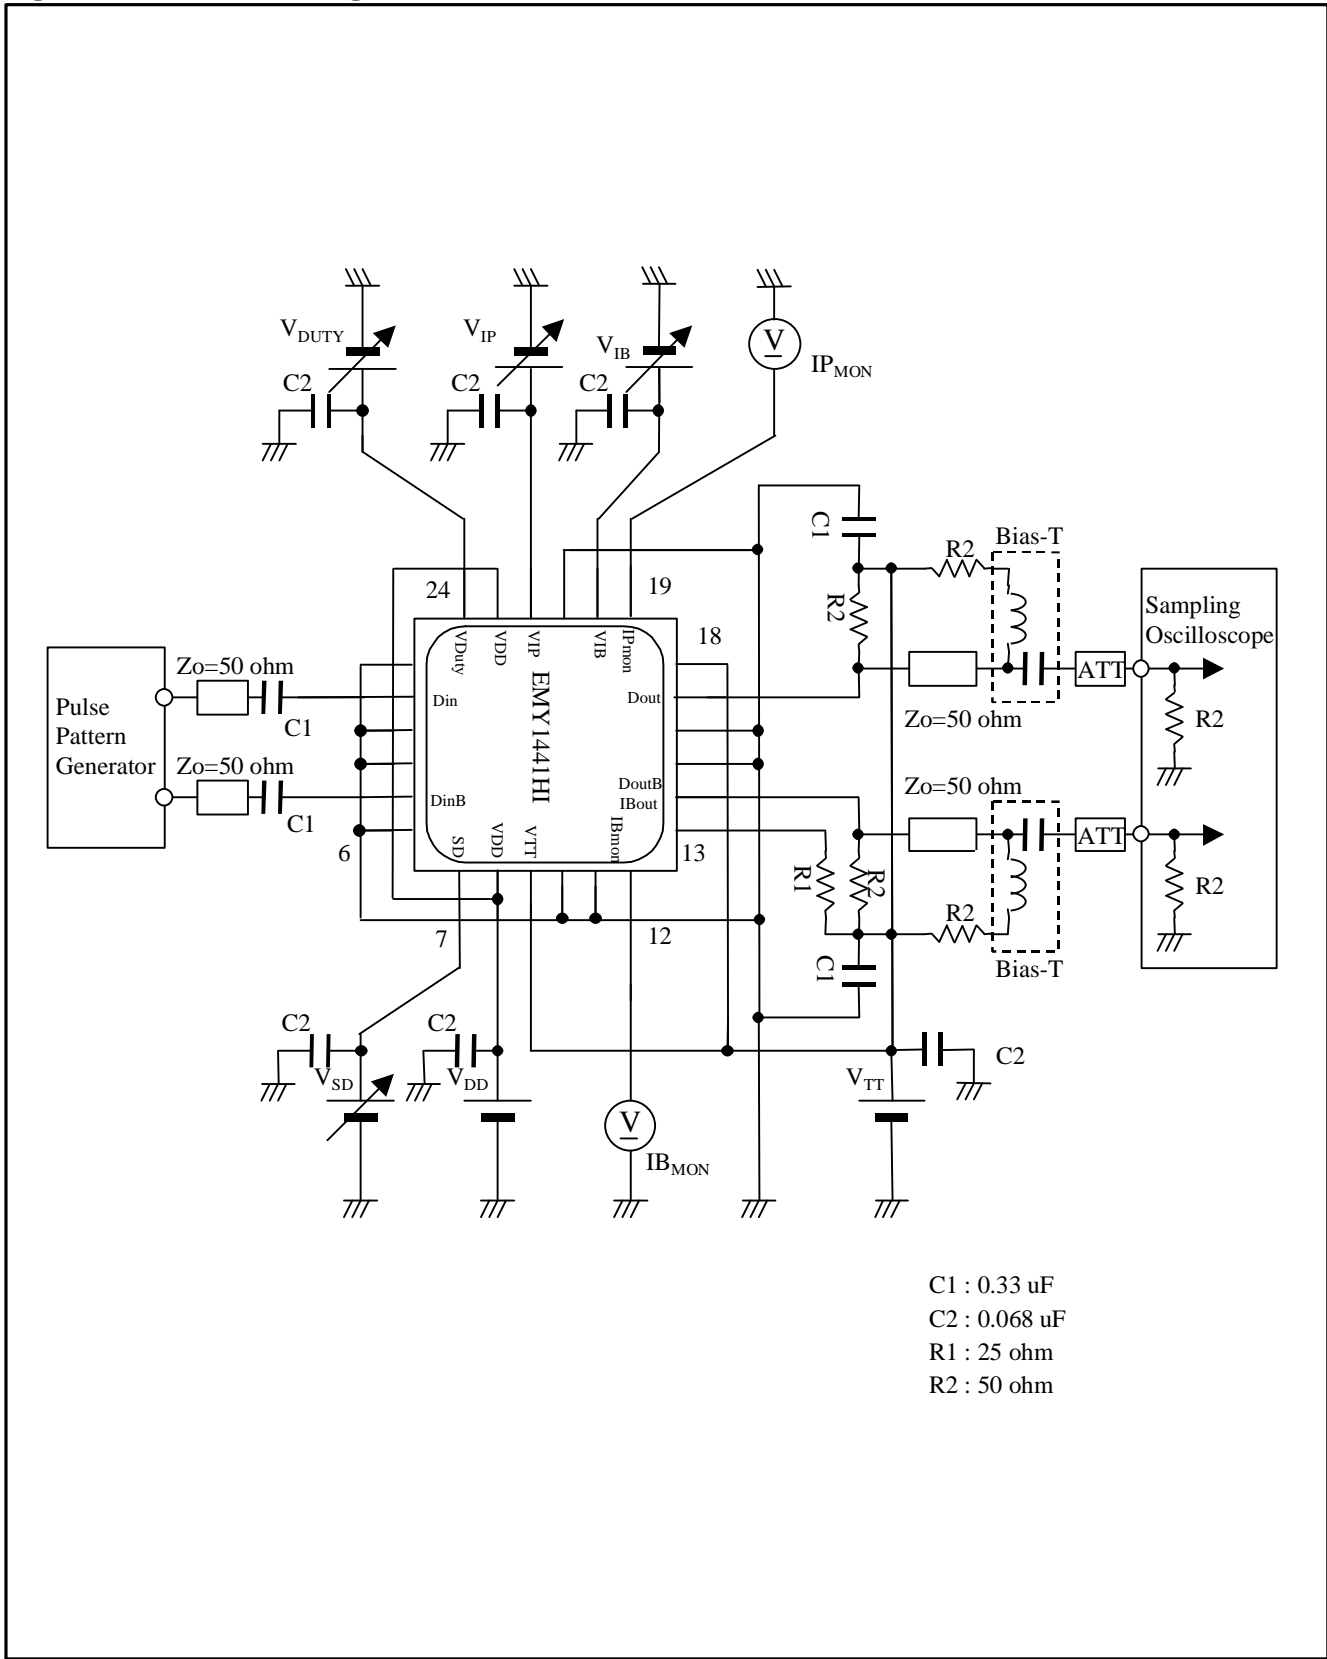 V_DUTY
V_IP
V_IB
V
IP_MON
C2
C2
C2
C1
Bias-T
R2
24
19
R2
Sampling
Oscilloscope
18
VDuty
VDD
VIP
VIB
IPmon
Zo=50 ohm
ATT
Pulse
Pattern
Generator
Din
EMY1441HI
Dout
C1
Zo=50 ohm
R2
Zo=50 ohm
DoutB
Zo=50 ohm
DinB
IBout
C1
ATT
6
SD
VDD
VTT
IBmon
13
R1
R2
R2
7
12
R2
C1
Bias-T
C2
C2
C2
V_SD
V_DD
V_TT
V
IB_MON
C1 : 0.33 uF
C2 : 0.068 uF
R1 : 25 ohm
R2 : 50 ohm